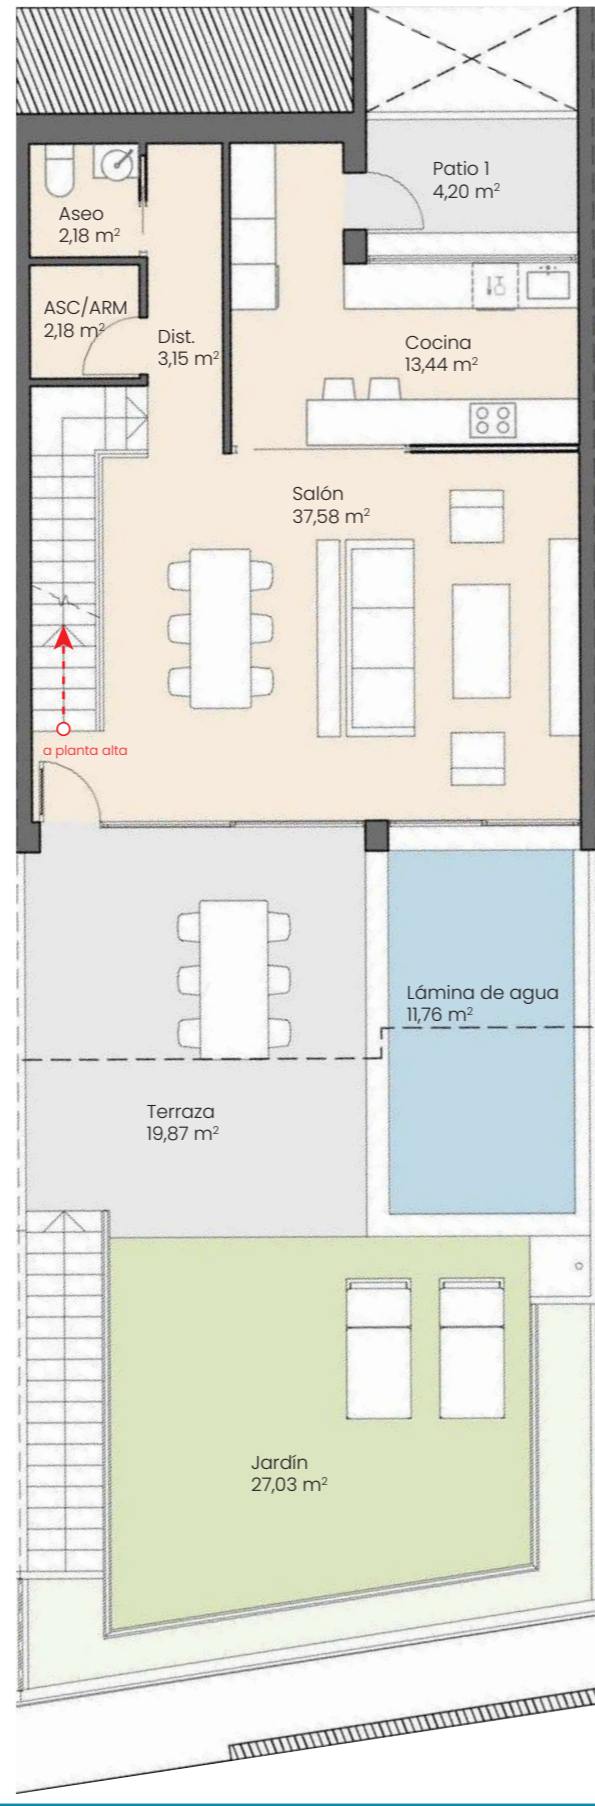 Patio 1
4,20 m²
Aseo
2,18 m²
ASC/ARM
2,18 m²
Dist.
3,15 m²
Cocina
13,44 m²
Salón
37,58 m²
a planta alta
Lámina de agua
11,76 m²
Terraza
19,87 m²
Jardín
27,03 m²